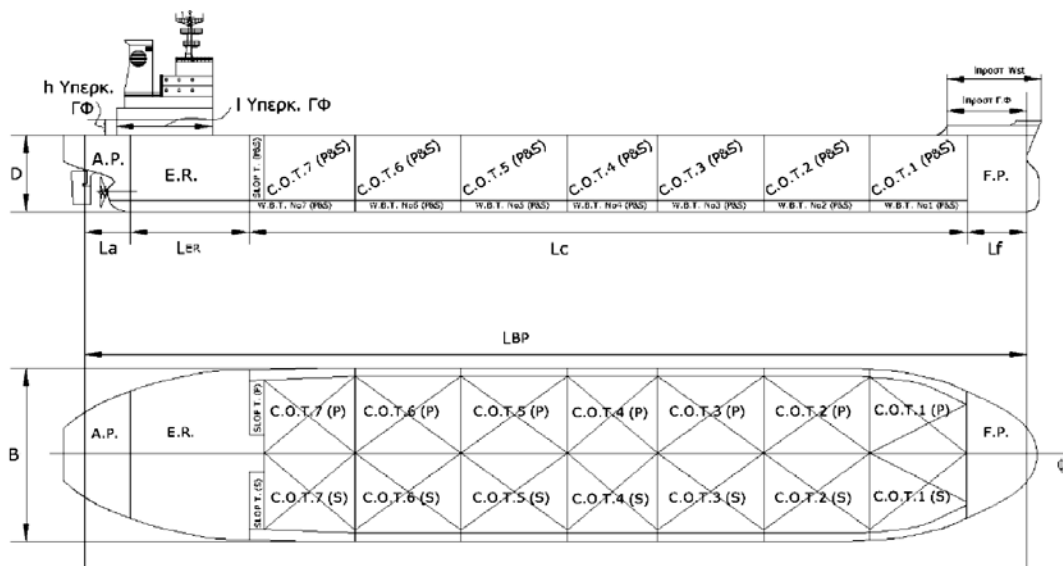 lπροστ Wst
lπροστ Γ.Φ
h Υπερκ.
ΓΦ
l Υπερκ. ΓΦ
D
A.P.
E.R.
SLOP T. (P&S)
C.O.T.7 (P&S)
C.O.T.6 (P&S)
C.O.T.5 (P&S)
C.O.T.4 (P&S)
C.O.T.3 (P&S)
C.O.T.2 (P&S)
C.O.T.1 (P&S)
F.P.
W.B.T. No7 (P&S)
W.B.T. No6 (P&S)
W.B.T. No5 (P&S)
W.B.T. No4 (P&S)
W.B.T. No3 (P&S)
W.B.T. No2 (P&S)
W.B.T. No1 (P&S)
La
LER
Lc
Lf
LBP
B
A.P.
E.R.
SLOP T. (P)
C.O.T.7 (P)
C.O.T.6 (P)
C.O.T.5 (P)
C.O.T.4 (P)
C.O.T.3 (P)
C.O.T.2 (P)
C.O.T.1 (P)
F.P.
SLOP T. (S)
C.O.T.7 (S)
C.O.T.6 (S)
C.O.T.5 (S)
C.O.T.4 (S)
C.O.T.3 (S)
C.O.T.2 (S)
C.O.T.1 (S)